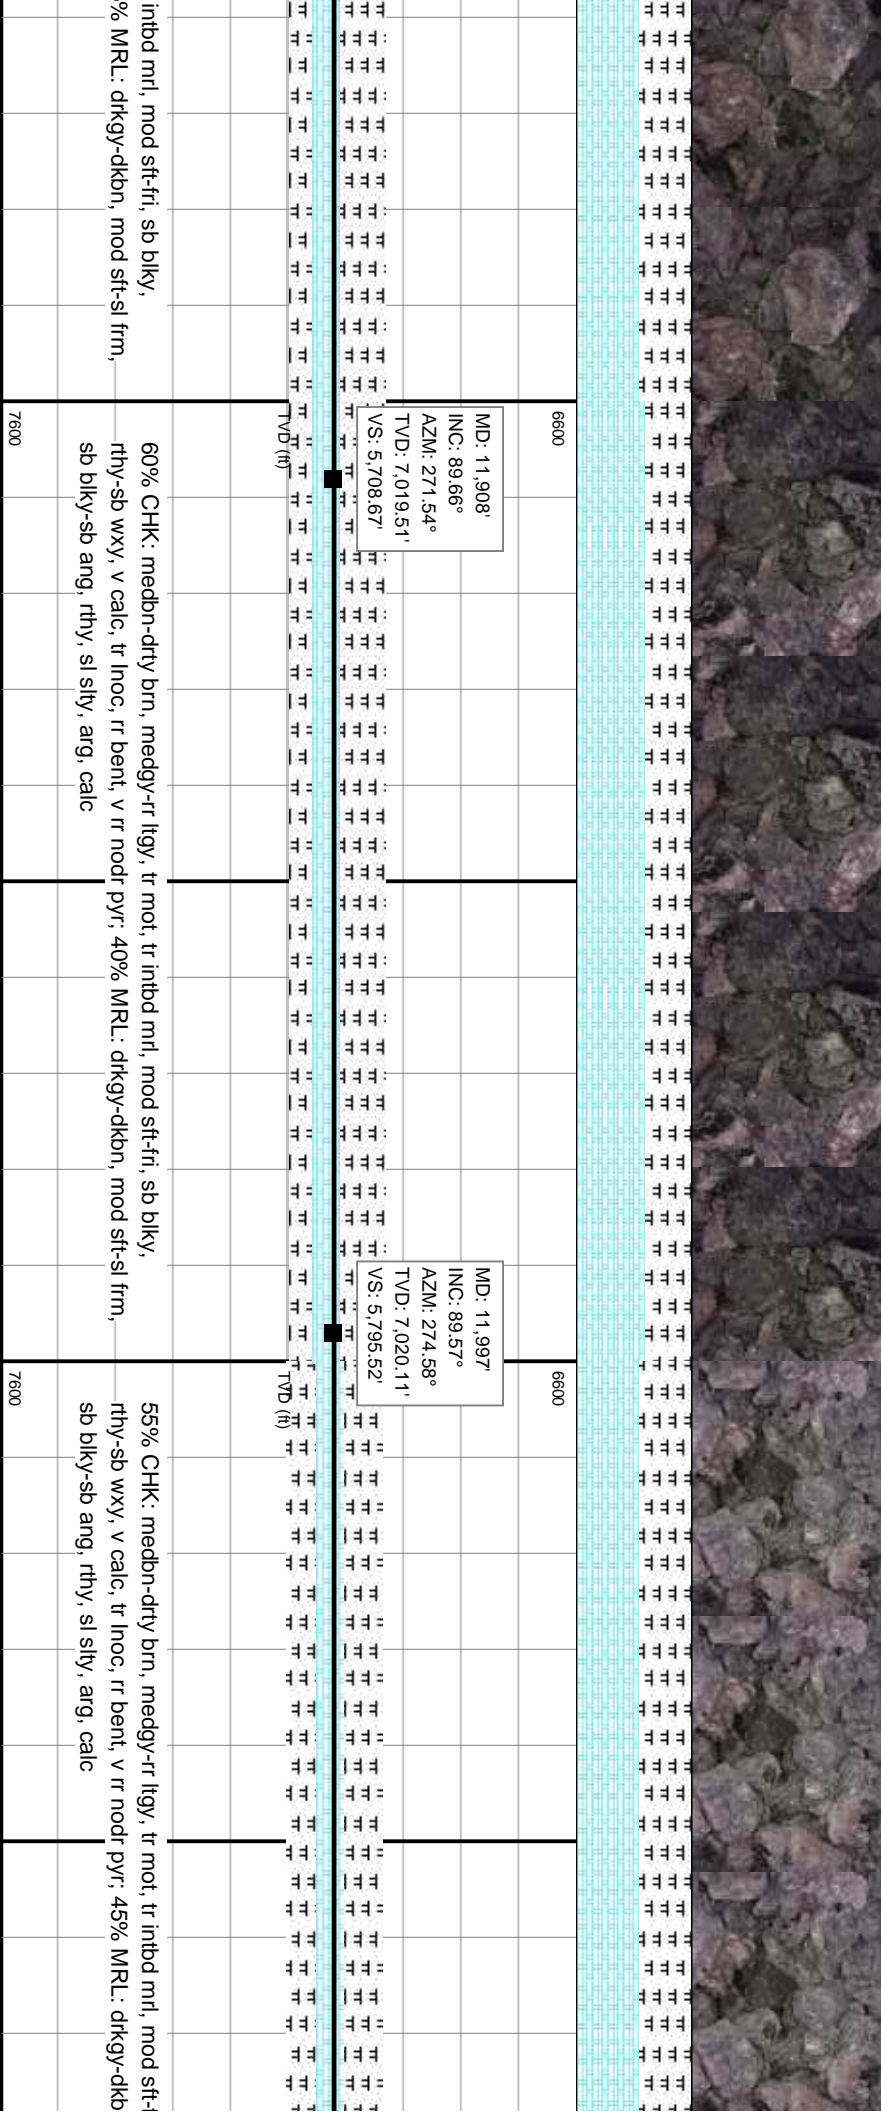 intbd mrl, mod sft-fri, sb blky,
% MRL: drkgy-dkbn, mod sft-sl frm,
6600
MD: 11,908'
INC: 89.66°
AZM: 271.54°
TVD: 7,019.51'
VS: 5,708.67'
TVD (ft)
7600
60% CHK: medbn-drty brn, medgy-rr ltgy, tr mot, tr intbd mrl, mod sft-fri, sb blky,
rthy-sb wxy, v calc, tr Inoc, rr bent, v rr nodr pyr; 40% MRL: drkgy-dkbn, mod sft-sl frm,
sb blky-sb ang, rthy, sl slty, arg, calc
MD: 11,997'
INC: 89.57°
AZM: 274.58°
TVD: 7,020.11'
VS: 5,795.52'
6600
TVD (ft)
7600
55% CHK: medbn-drty brn, medgy-rr ltgy, tr mot, tr intbd mrl, mod sft-
rthy-sb wxy, v calc, tr Inoc, rr bent, v rr nodr pyr; 45% MRL: drkgy-dkb
sb blky-sb ang, rthy, sl slty, arg, calc